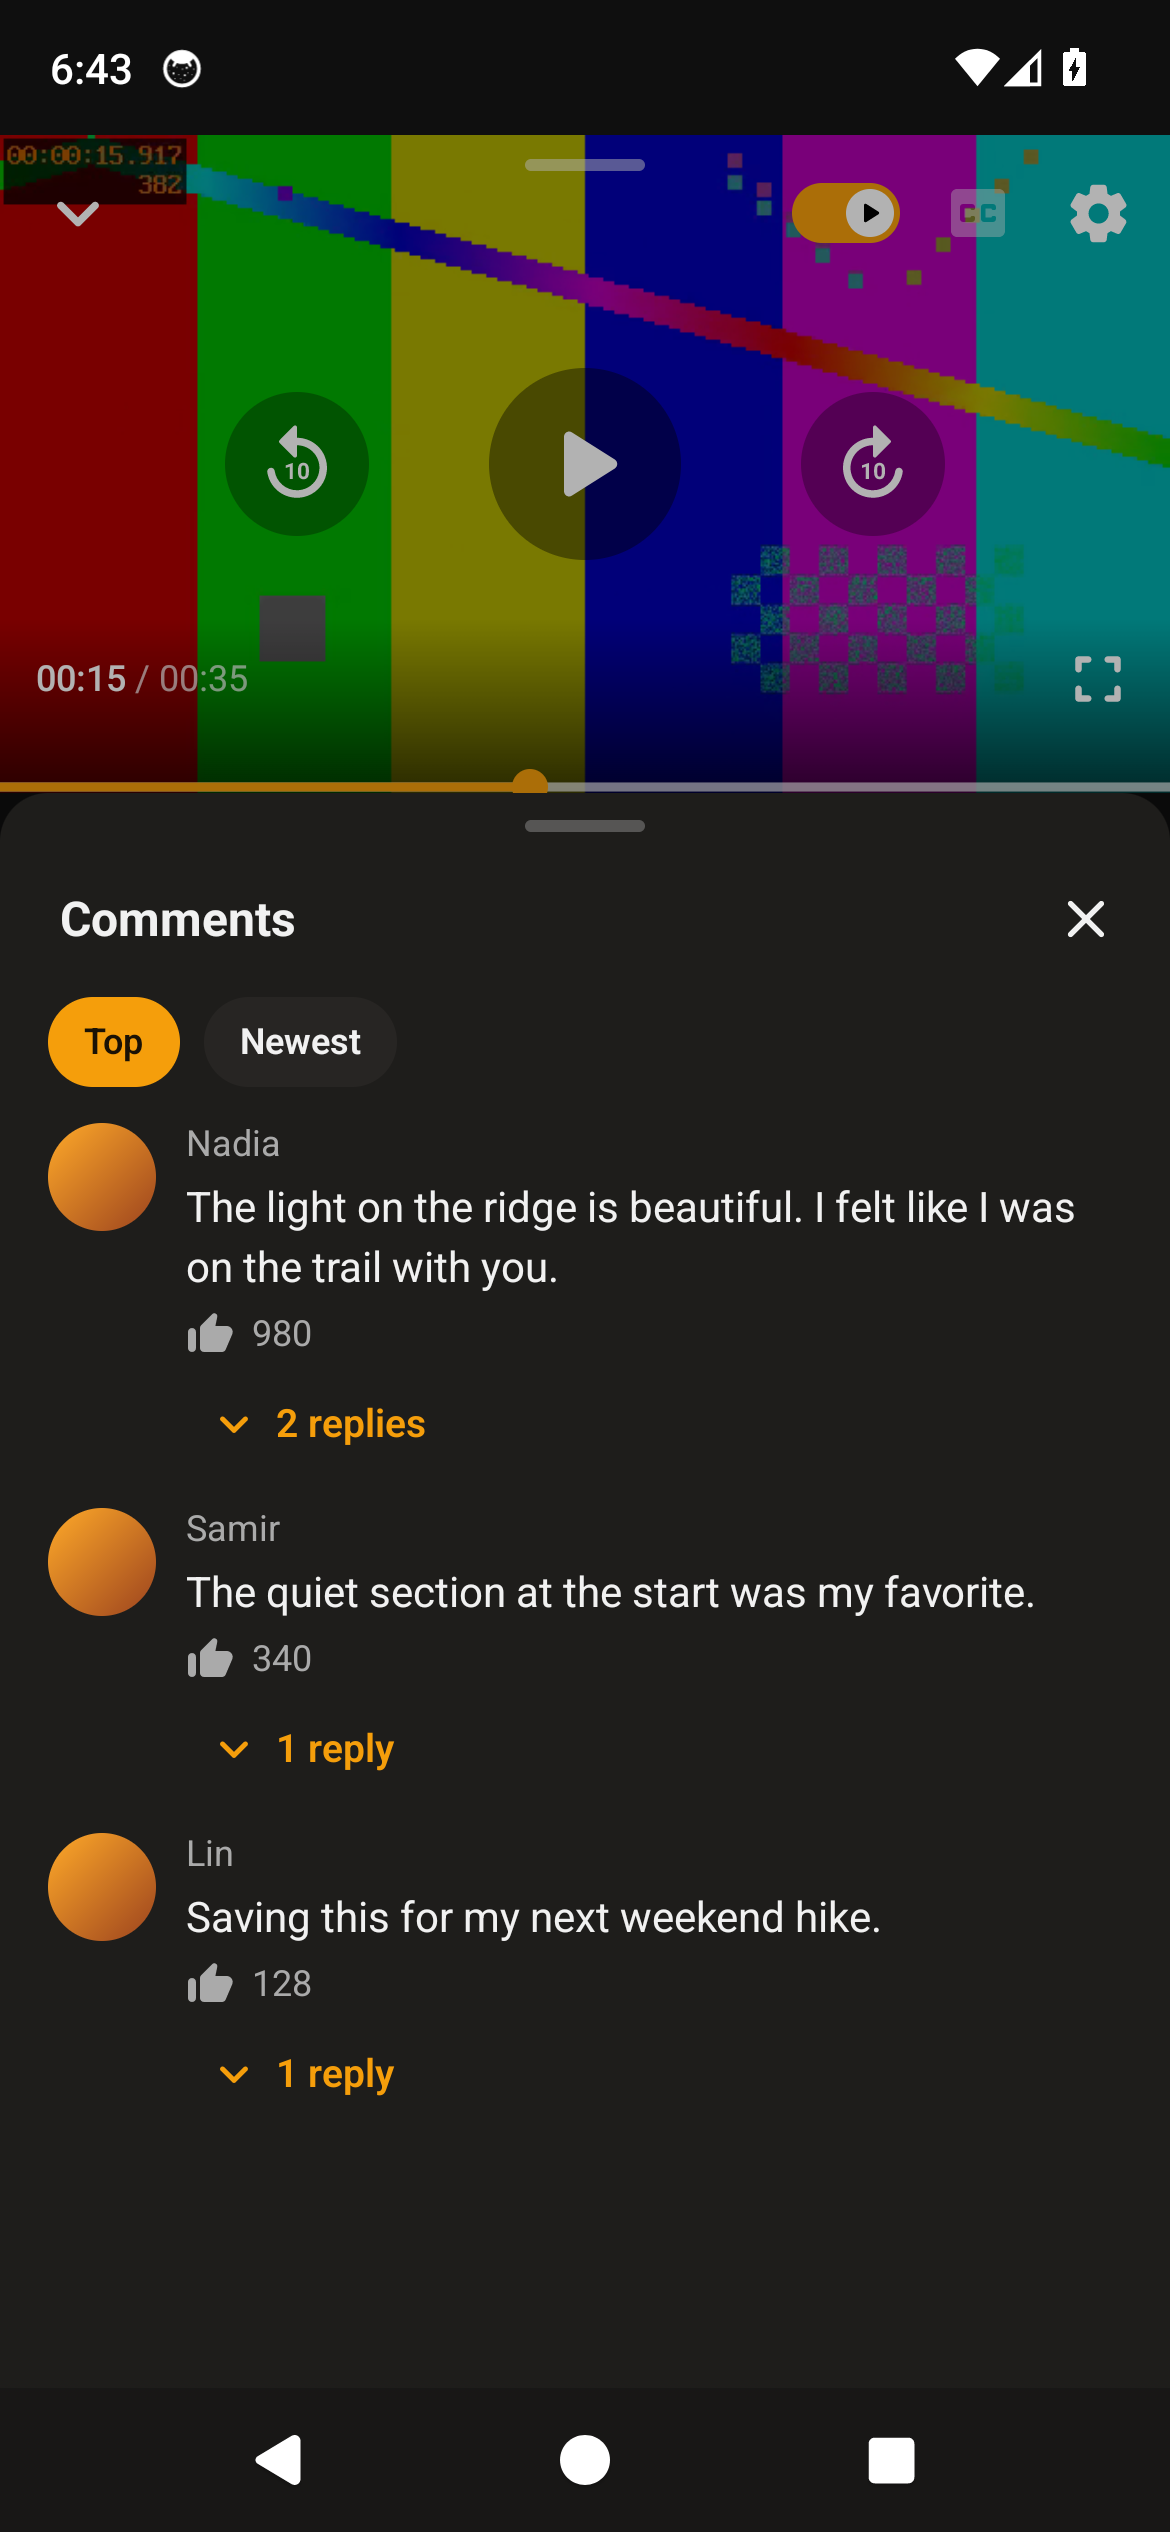 6:43
00:00:15.917
382
CC
10
10
00:15 / 00:35
Comments
Top
Newest
Nadia
The light on the ridge is beautiful. I felt like I was
on the trail with you.
980
2 replies
Samir
The quiet section at the start was my favorite.
340
1 reply
Lin
Saving this for my next weekend hike.
128
1 reply